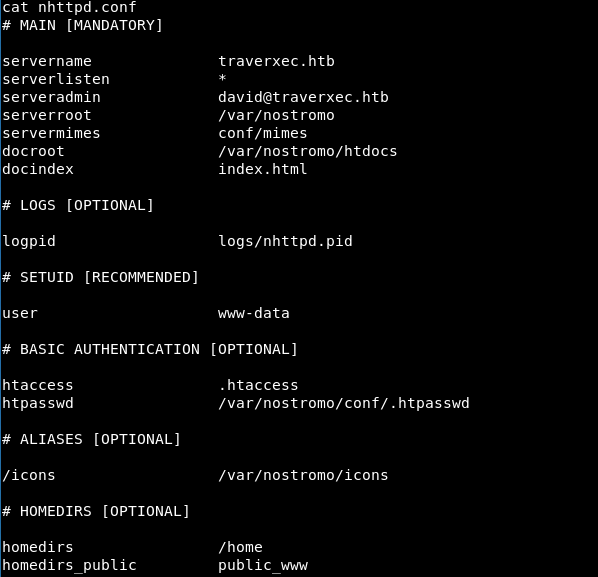 cat nhttpd.conf
# MAIN [MANDATORY]
servername traverxec.htb
serverlisten *
serveradmin david@traverxec.htb
serverroot /var/nostromo
servermimes conf/mimes
docroot /var/nostromo/htdocs
docindex index.html
# LOGS [OPTIONAL]
logpid logs/nhttpd.pid
# SETUID [RECOMMENDED]
user www-data
# BASIC AUTHENTICATION [OPTIONAL]
htaccess .htaccess
htpasswd /var/nostromo/conf/.htpasswd
# ALIASES [OPTIONAL]
/icons /var/nostromo/icons
# HOMEDIRS [OPTIONAL]
homedirs /home
homedirs_public public_www